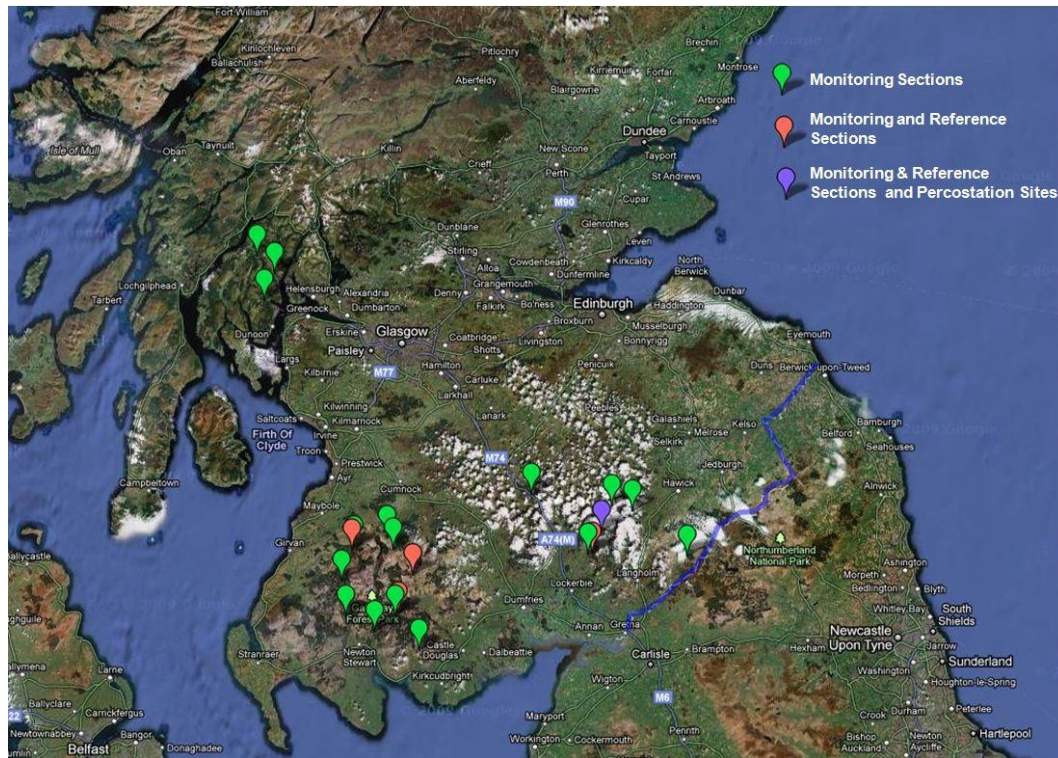 Fort William
Kinlochleven
Ballachulish
Pitlochry
Brechin
Montrose
Aberfeldy
Kirriemuir
Forfar
Blairgowrie
Arbroath
Carnoustie
Isle of Mull
Oban
Taynuilt
Killin
Dundee
Tayport
New Scone
Crieff
Perth
St Andrews
M90
Cupar
Dunblane
Glenrothes
Stirling
Leven
Alloa
Cowdenbeath
Kirkcaldy
Dunfermline
North
Berwick
Lochgilphead
Tarbert
Helensburgh
Alexandria
Denny
Grangemouth
Greenock
Dumbarton
Falkirk
Bo'ness
Edinburgh
Haddington
Dunbar
Dunoon
Erskine
Glasgow
Coatbridge
Broxburn
Musselburgh
Eyemouth
Paisley
Shotts
Livingston
Bonnyrigg
Largs
M77
Hamilton
Penicuik
Duns
Berwick-upon-Tweed
Kilbirnie
Carluke
Larkhall
Peebles
Kilwinning
Lanark
Galashiels
Saltcoats
Kilmarnock
Melrose
Kelso
Belford
Bamburgh
Firth Of
Clyde
Irvine
Selkirk
Seahouses
Troon
M74
Prestwick
Jedburgh
Campbeltown
Ayr
Cumnock
Hawick
Alnwick
Maybole
Girvan
A74(M)
Northumberland
National Park
Ballycastle
Langholm
Lockerbie
Ashington
Morpeth
Bedlington
Blyth
Forest Park
Dumfries
Whitley Bay
South
Shields
Gretna
Annan
Newcastle
Upon Tyne
Newton
Stewart
Castle
Douglas
Dalbeattie
Stranraer
Carlisle
Brampton
Hexham
Jarrow
Sunderland
Washington
Kirkcudbright
Larne
Wigton
M6
Houghton-le-Spring
Ballyclare
Carrickfergus
Durham
Peterlee
Maryport
Crook
22
Newtownabbey
Bangor
Penrith
Workington
Cockermouth
Bishop
Auckland
Newton
Aycliffe
Hartlepool
Belfast
Donaghadee
Monitoring Sections
Monitoring and Reference
Sections
Monitoring & Reference
Sections and Percostation Sites